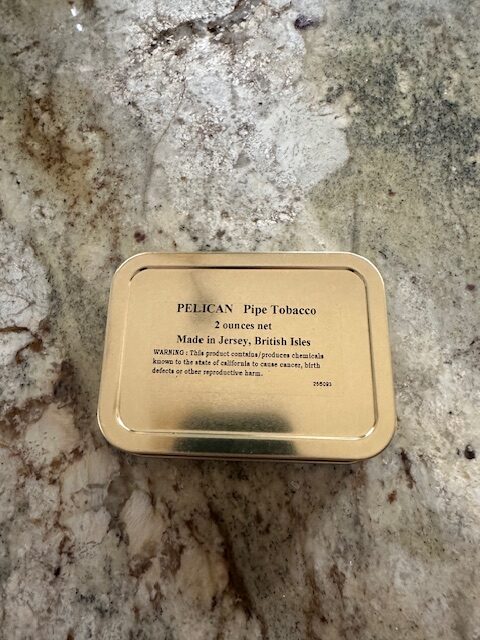 PELICAN Pipe Tobacco
2 ounces net
Made in Jersey, British Isles
WARNING : This product contains/produces chemicals
known to the state of california to cause cancer, birth
defects or other reproductive harm.
256093